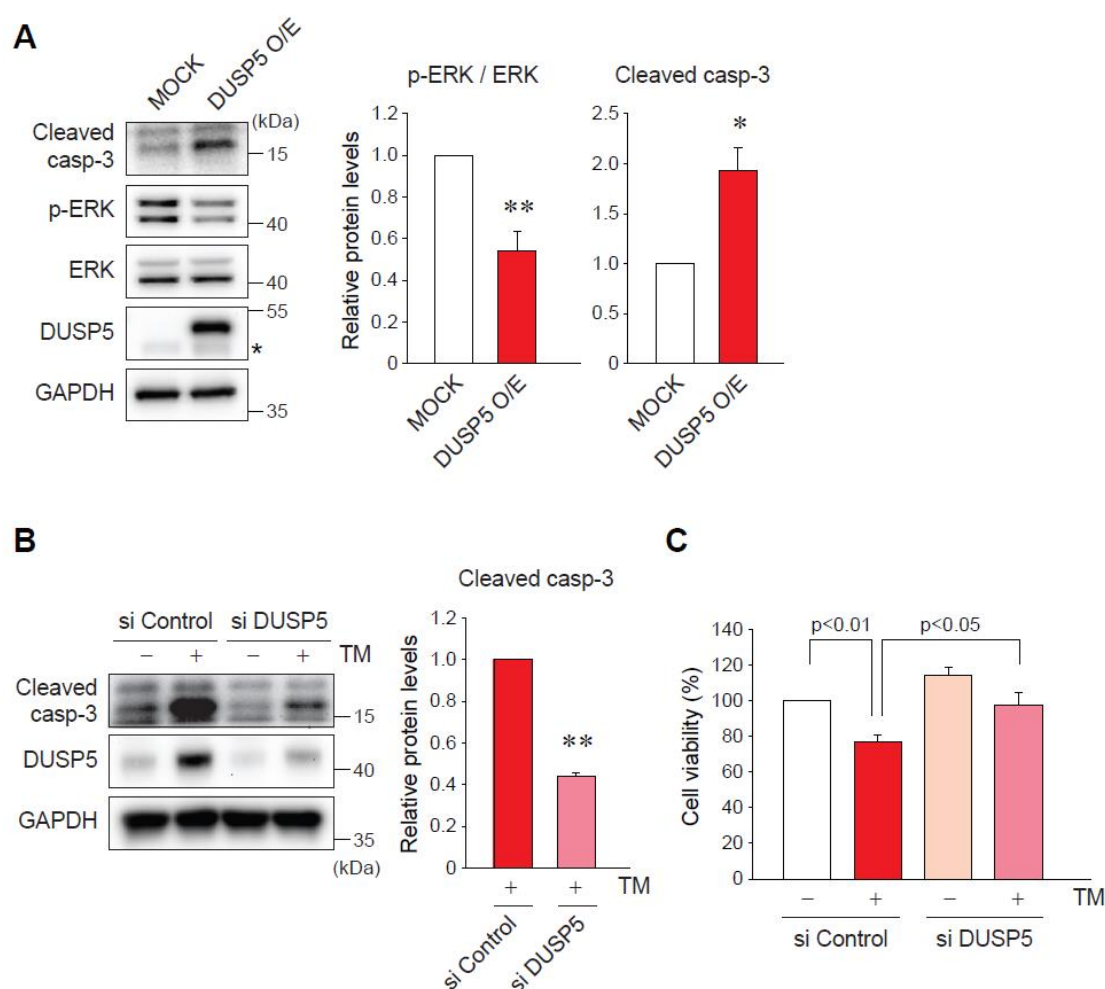 A
MOCK
DUSP5 O/E
(kDa)
Cleaved
casp-3
15
p-ERK
40
ERK
40
55
DUSP5
*
GAPDH
35
p-ERK / ERK
Relative protein levels
1.2
1.0
0.8
0.6
0.4
0.2
0
**
MOCK
DUSP5 O/E
Cleaved casp-3
2.5
2.0
1.5
1.0
0.5
0
*
MOCK
DUSP5 O/E
B
si Control si DUSP5
− + − + TM
Cleaved
casp-3
15
DUSP5
40
GAPDH
35
(kDa)
Cleaved casp-3
Relative protein levels
1.2
1.0
0.8
0.6
0.4
0.2
0
**
+ + TM
si Control
si DUSP5
C
Cell viability (%)
140
120
100
80
60
40
20
0
p<0.01
p<0.05
− + − + TM
si Control si DUSP5